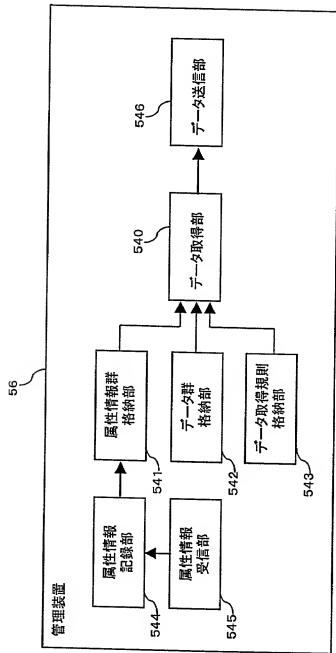 56
管理装置
544
属性情報
記録部
属性情報
受信部
545
属性情報群
格納部
541
データ群
格納部
542
データ取得規則
格納部
543
540
データ取得部
546
データ送信部